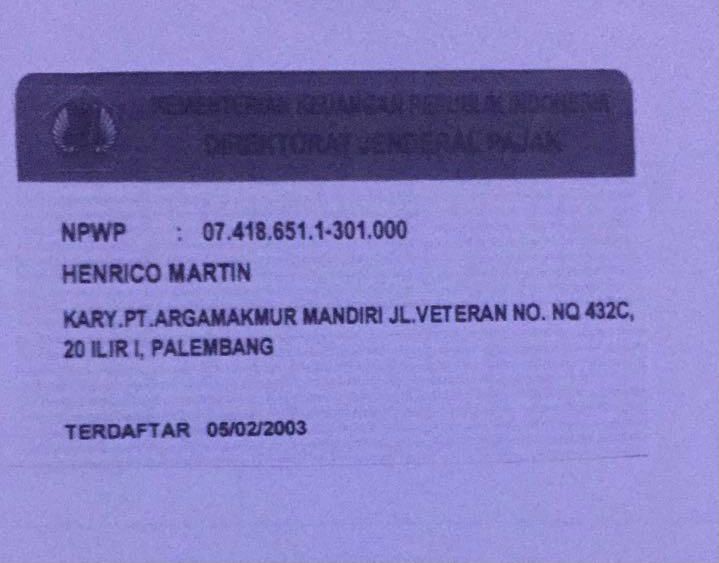 KEMENTERIAN KEUANGAN REPUBLIK INDONESIA
DIREKTORAT JENDERAL PAJAK
NPWP : 07.418.651.1-301.000
HENRICO MARTIN
KARY.PT.ARGAMAKMUR MANDIRI JL.VETERAN NO. NQ 432C,
20 ILIR I, PALEMBANG
TERDAFTAR 05/02/2003